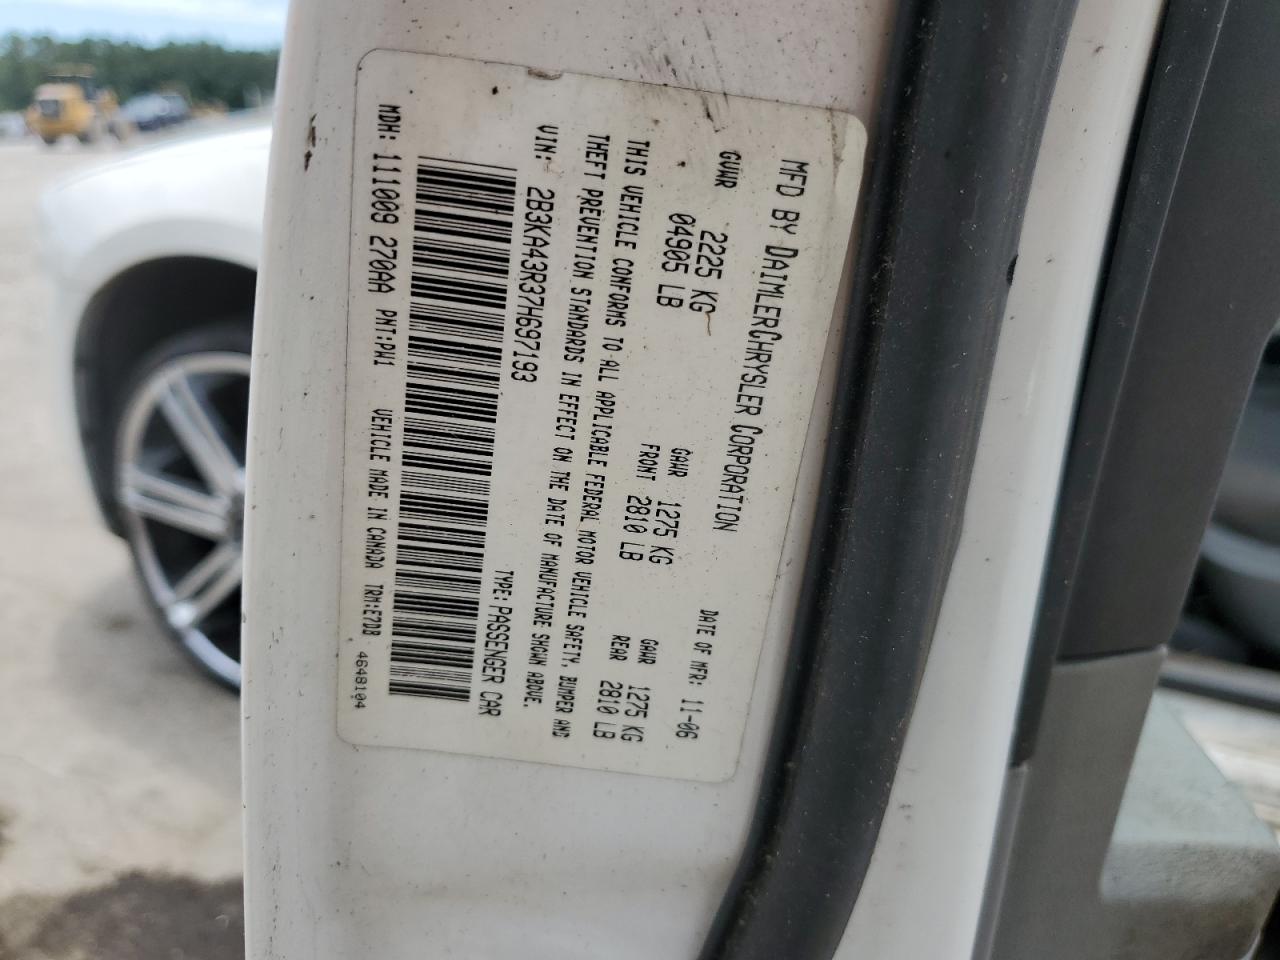 MFD BY DAIMLERCHRYSLER CORPORATION
DATE OF MFR: 11-06
GVWR 2225 KG
04905 LB
GAWR FRONT 1275 KG
2810 LB
GAWR REAR 1275 KG
2810 LB
THIS VEHICLE CONFORMS TO ALL APPLICABLE FEDERAL MOTOR VEHICLE SAFETY, BUMPER AND
THEFT PREVENTION STANDARDS IN EFFECT ON THE DATE OF MANUFACTURE SHOWN ABOVE.
VIN: 2B3KA43R37H697193
TYPE: PASSENGER CAR
MDH: 111009 270AA PNT:PW1 VEHICLE MADE IN CANADA TRM:E7DB 4648104